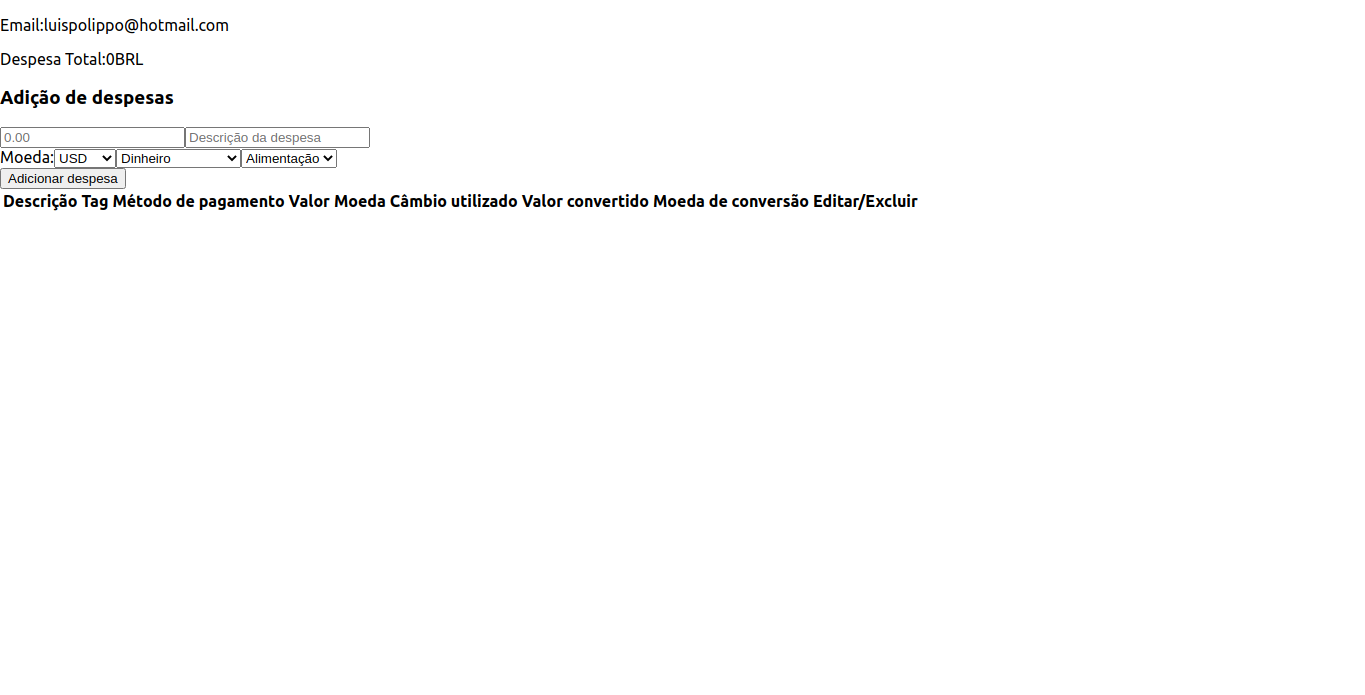 Email:luispolippo@hotmail.com
Despesa Total:0BRL
Adição de despesas
0.00 Descrição da despesa
Moeda: USD Dinheiro Alimentação
Adicionar despesa
Descrição Tag Método de pagamento Valor Moeda Câmbio utilizado Valor convertido Moeda de conversão Editar/Excluir